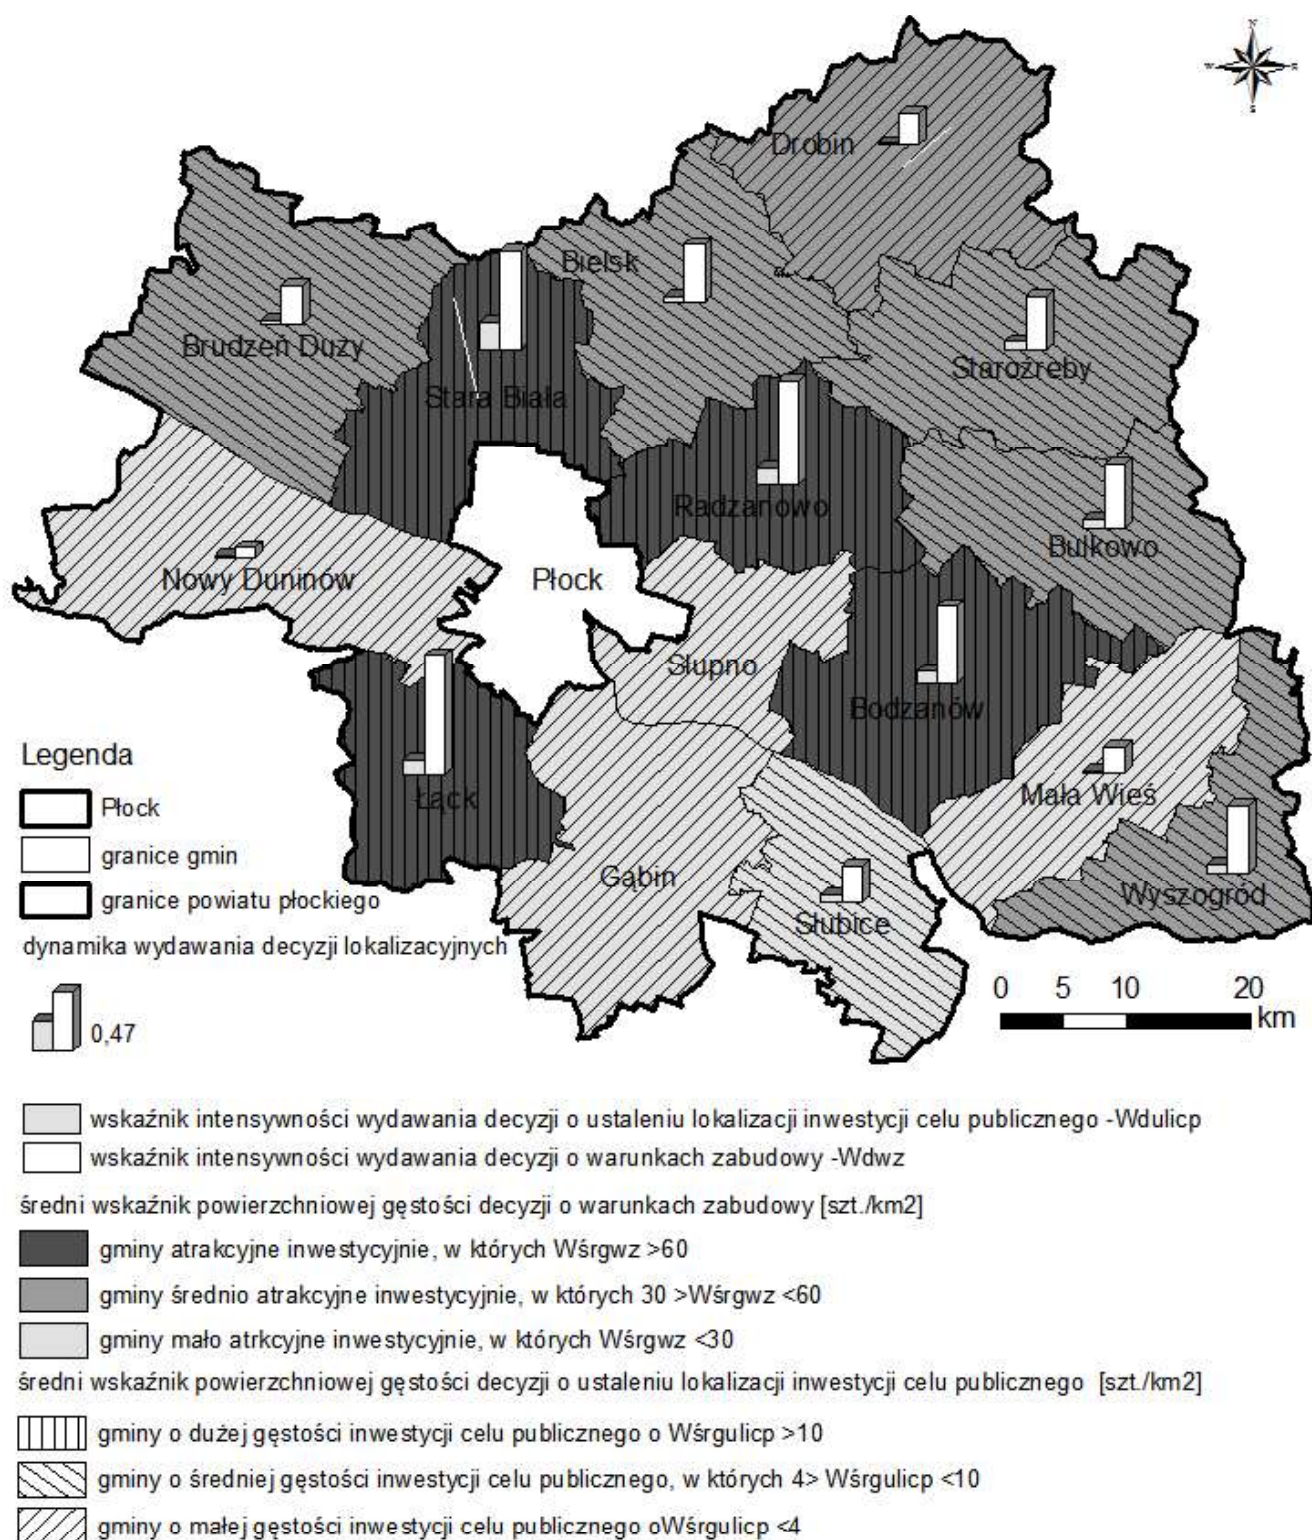 N
W
S
Drobin
Bielsk
Brudzeń Duży
Staroźreby
Stara Biała
Radzanowo
Bulkowo
Nowy Duninów
Płock
Słupno
Bodzanów
Łąck
Mała Wieś
Gąbin
Wyszogród
Słubice
Legenda
Płock
granice gmin
granice powiatu płockiego
dynamika wydawania decyzji lokalizacyjnych
0,47
0 5 10 20
km
wskaźnik intensywności wydawania decyzji o ustaleniu lokalizacji inwestycji celu publicznego -Wdulicp
wskaźnik intensywności wydawania decyzji o warunkach zabudowy -Wdwz
średni wskaźnik powierzchniowej gęstości decyzji o warunkach zabudowy [szt./km2]
gminy atrakcyjne inwestycyjnie, w których Wśrgwz >60
gminy średnio atrakcyjne inwestycyjnie, w których 30 >Wśrgwz <60
gminy mało atrkcyjne inwestycyjnie, w których Wśrgwz <30
średni wskaźnik powierzchniowej gęstości decyzji o ustaleniu lokalizacji inwestycji celu publicznego [szt./km2]
gminy o dużej gęstości inwestycji celu publicznego o Wśrgulicp >10
gminy o średniej gęstości inwestycji celu publicznego, w których 4> Wśrgulicp <10
gminy o małej gęstości inwestycji celu publicznego oWśrgulicp <4